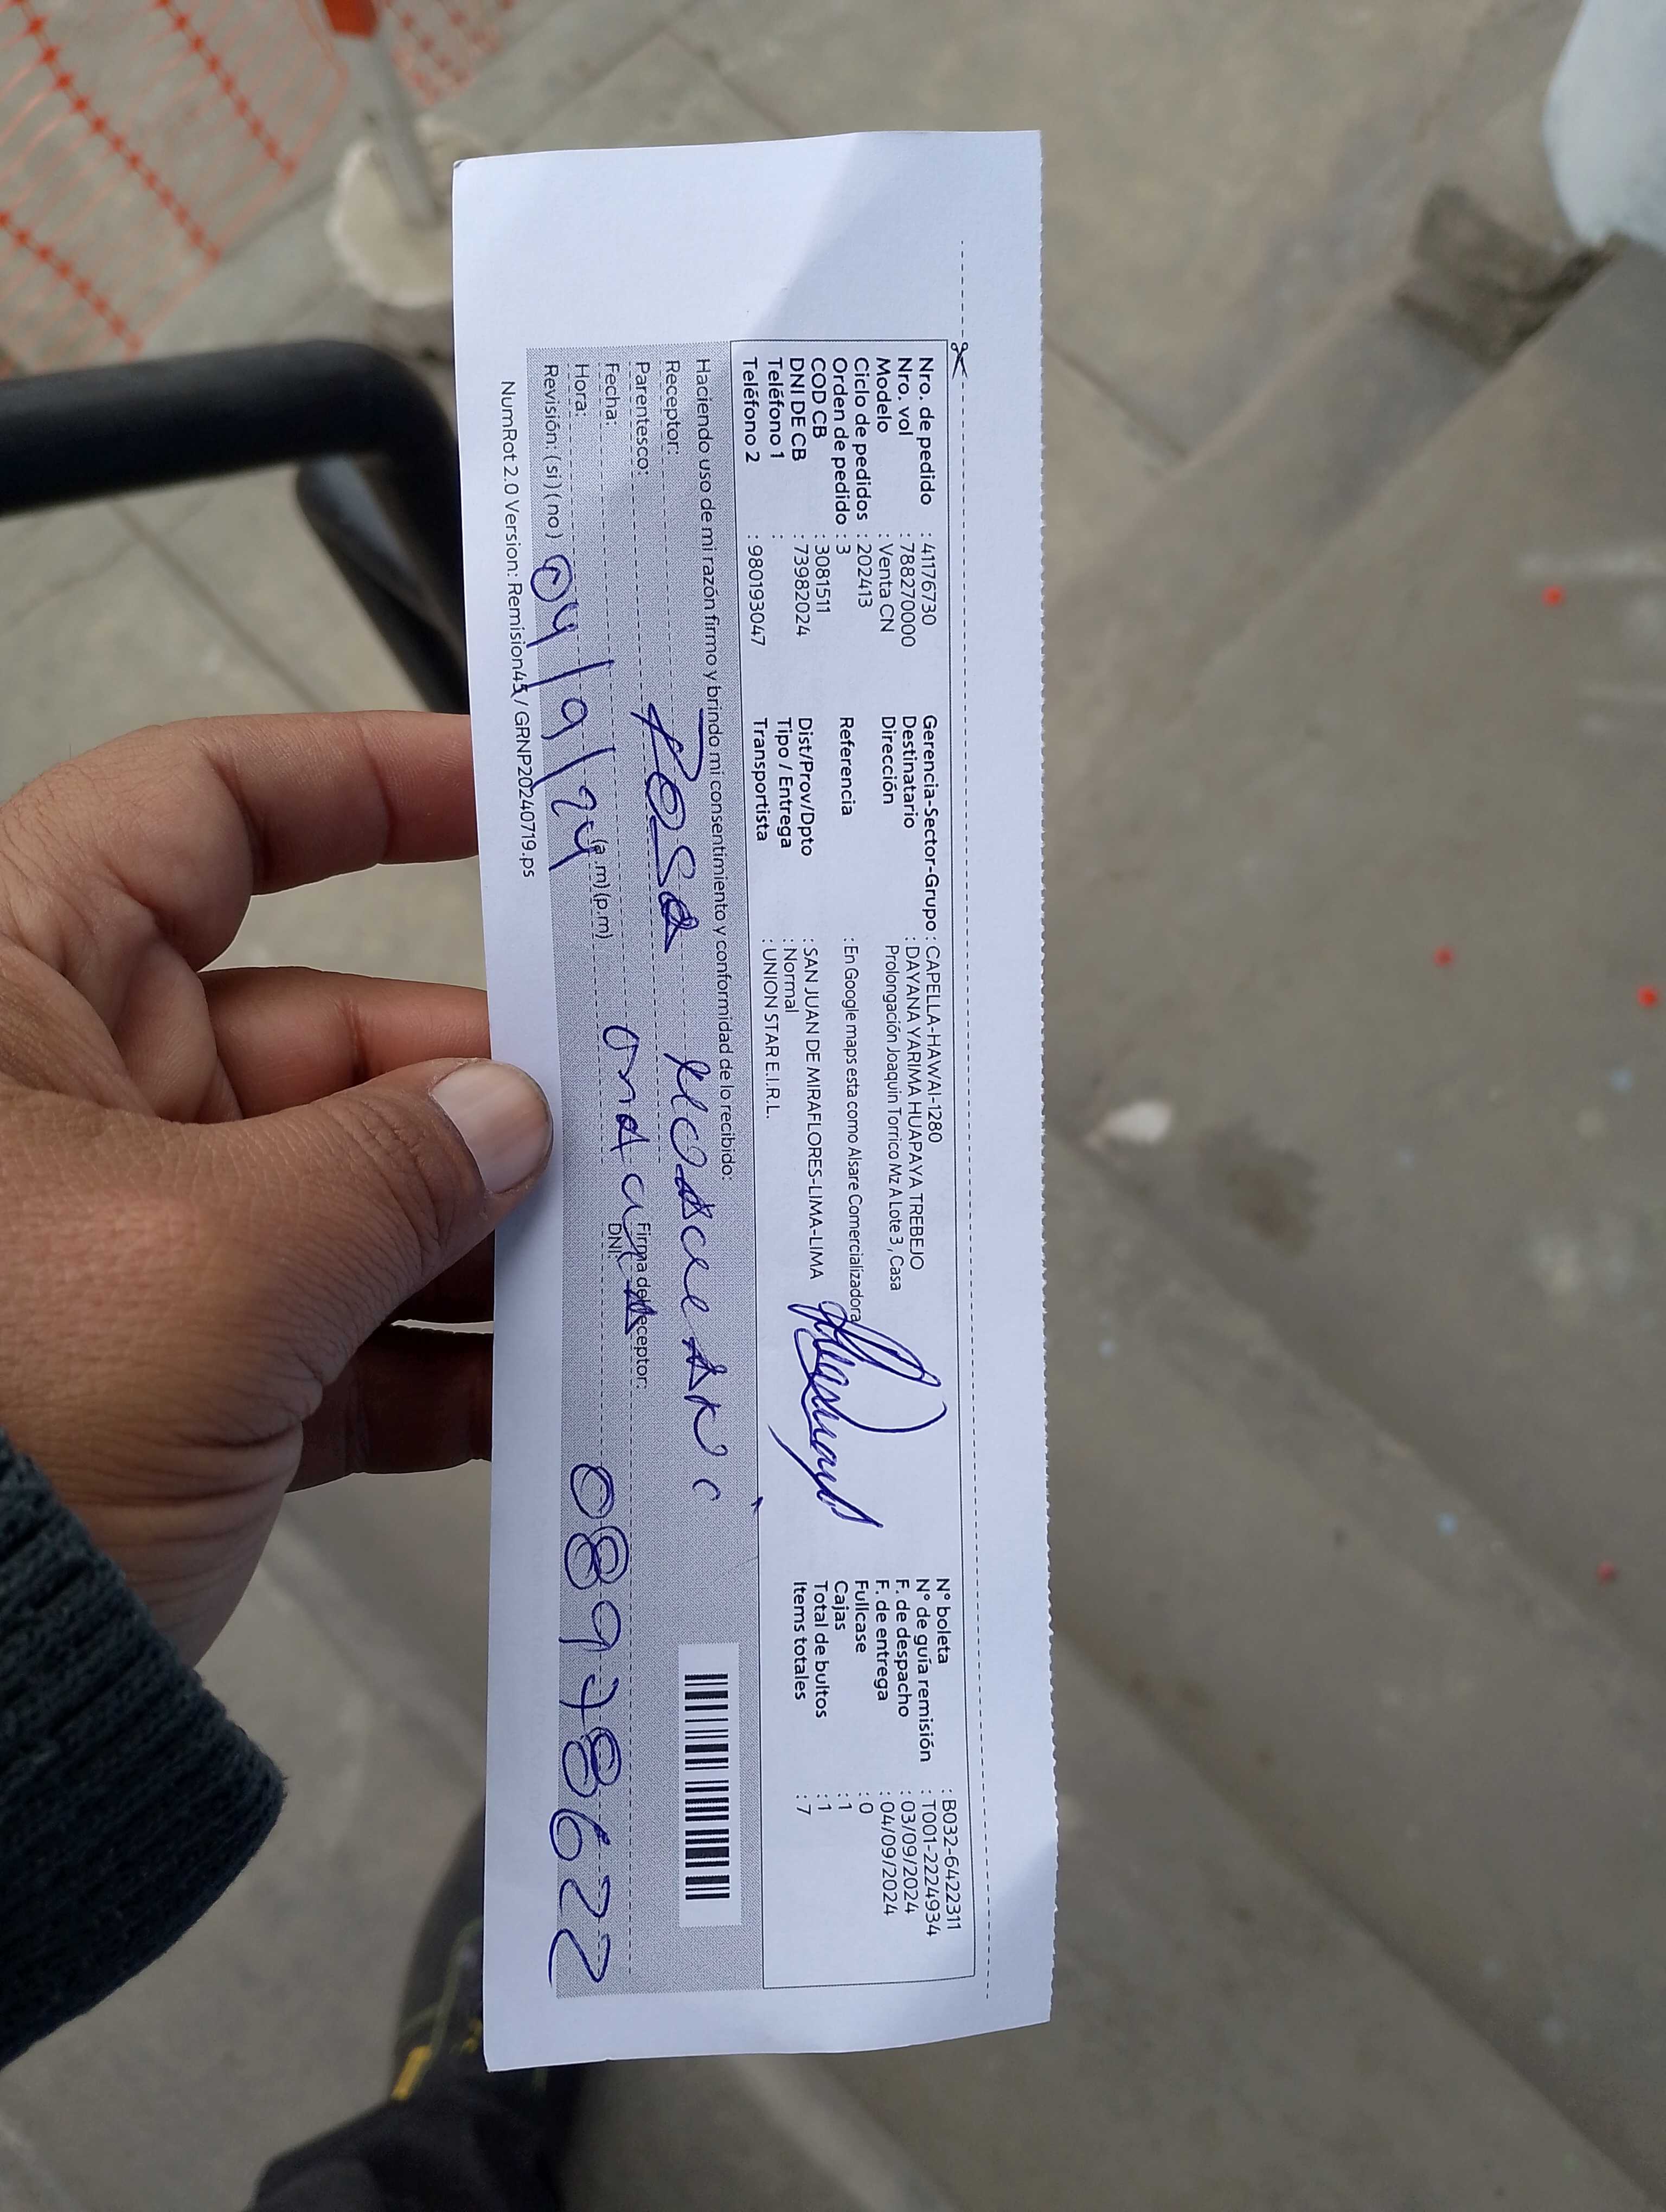 Nro. de pedido : 41176730
Nro. vol : 788270000
Modelo : Venta CN
Ciclo de pedidos : 202413
Orden de pedido : 3
COD CB : 3081511
DNI DE CB : 73982024
Teléfono 1 :
Teléfono 2 : 980193047
Gerencia-Sector-Grupo : CAPELLA-HAWAI-1280
Destinatario : DAYANA YARIMA HUAPAYA TREBEJO
Dirección Prolongación Joaquin Torrico Mz A Lote 3 , Casa
Referencia : En Google maps esta como Alsare Comercializadora
Dist/Prov/Dpto : SAN JUAN DE MIRAFLORES-LIMA-LIMA
Tipo / Entrega : Normal
Transportista : UNION STAR E.I.R.L.
N° boleta : B032-6422311
N° de guía remisión : T001-2224934
F. de despacho : 03/09/2024
F. de entrega : 04/09/2024
Fullcase : 0
Cajas : 1
Total de bultos : 1
Items totales : 7
Haciendo uso de mi razón firmo y brindo mi consentimiento y conformidad de lo recibido:
Receptor: Rosa
Parentesco:
Fecha:
Hora: (a.m)(p.m)
Revisión: (si) (no) 04/9/24
Firma del receptor:
DNI: 08978622
NumRot 2.0 Version: Remision45 / GRNP20240719.ps